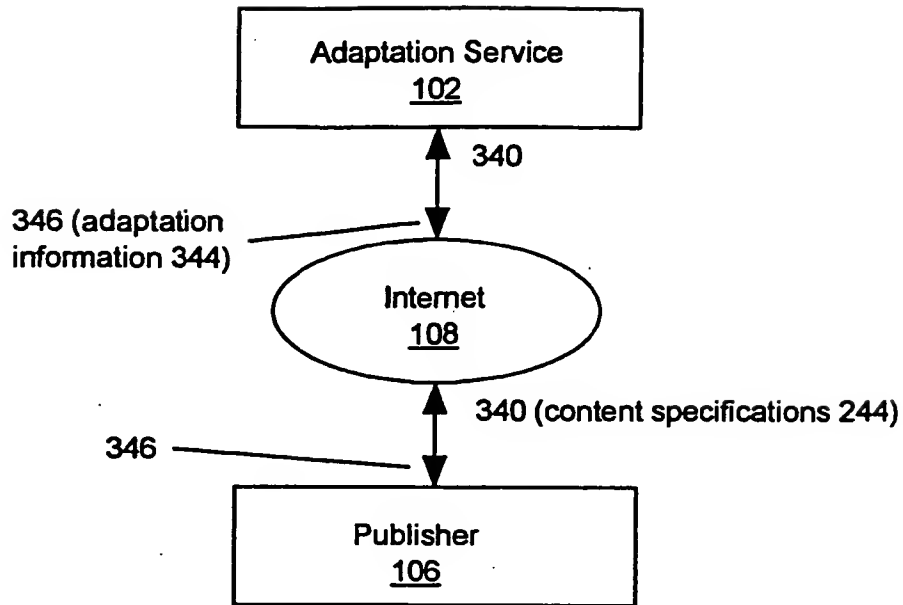 Adaptation Service
102
340
346 (adaptation
information 344)
Internet
108
340 (content specifications 244)
346
Publisher
106